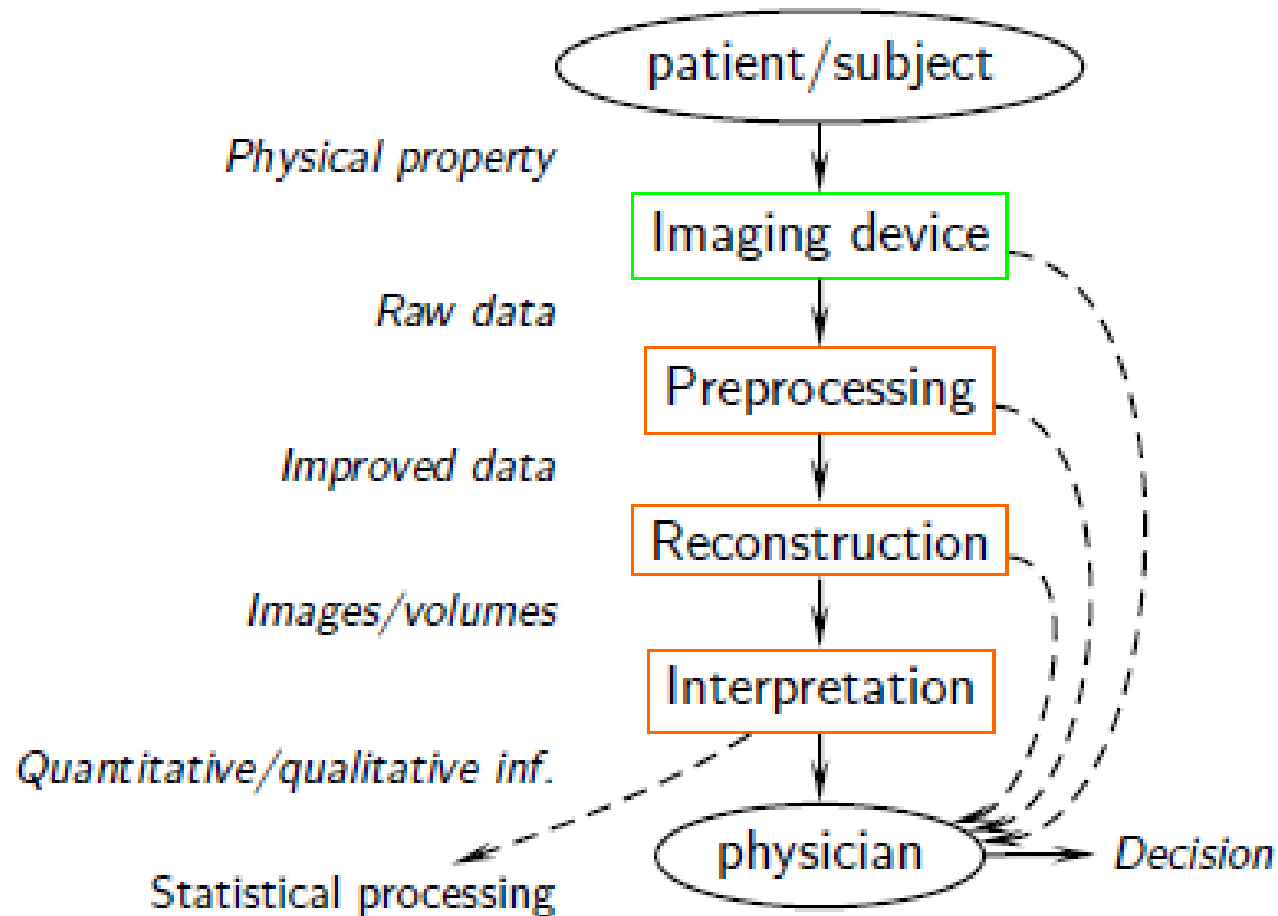 patient/subject
Physical property
Imaging device
Raw data
Preprocessing
Improved data
Reconstruction
Images/volumes
Interpretation
Quantitative/qualitative inf.
physician
Decision
Statistical processing